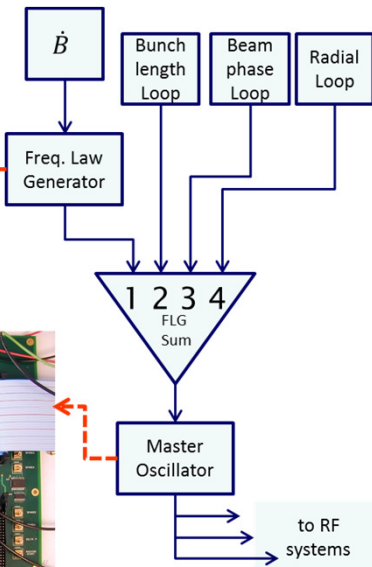 Ḃ
Bunch
length
Loop
Beam
phase
Loop
Radial
Loop
Freq. Law
Generator
1 2 3 4
FLG
Sum
Master
Oscillator
to RF
systems